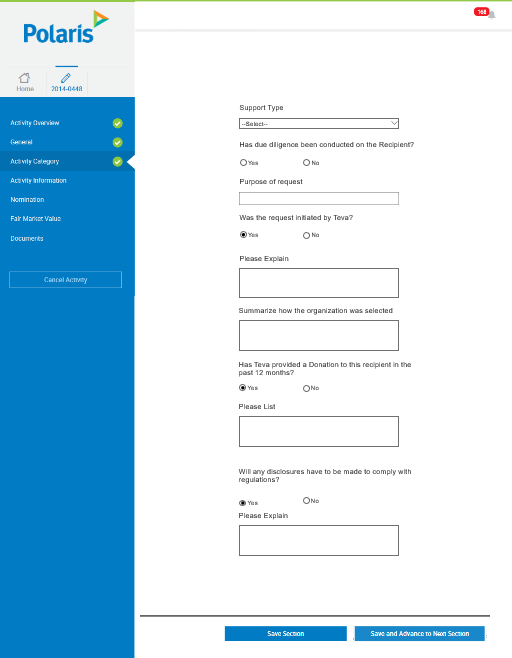 168
Polaris
Home
2014-0448
Activity Overview
General
Activity Category
Activity Information
Nomination
Fair Market Value
Documents
Cancel Activity
Support Type
--Select--
Has due diligence been conducted on the Recipient?
Yes No
Purpose of request
Was the request initiated by Teva?
Yes No
Please Explain
Summarize how the organization was selected
Has Teva provided a Donation to this recipient in the
past 12 months?
Yes No
Please List
Will any disclosures have to be made to comply with
regulations?
Yes No
Please Explain
Save Section
Save and Advance to Next Section